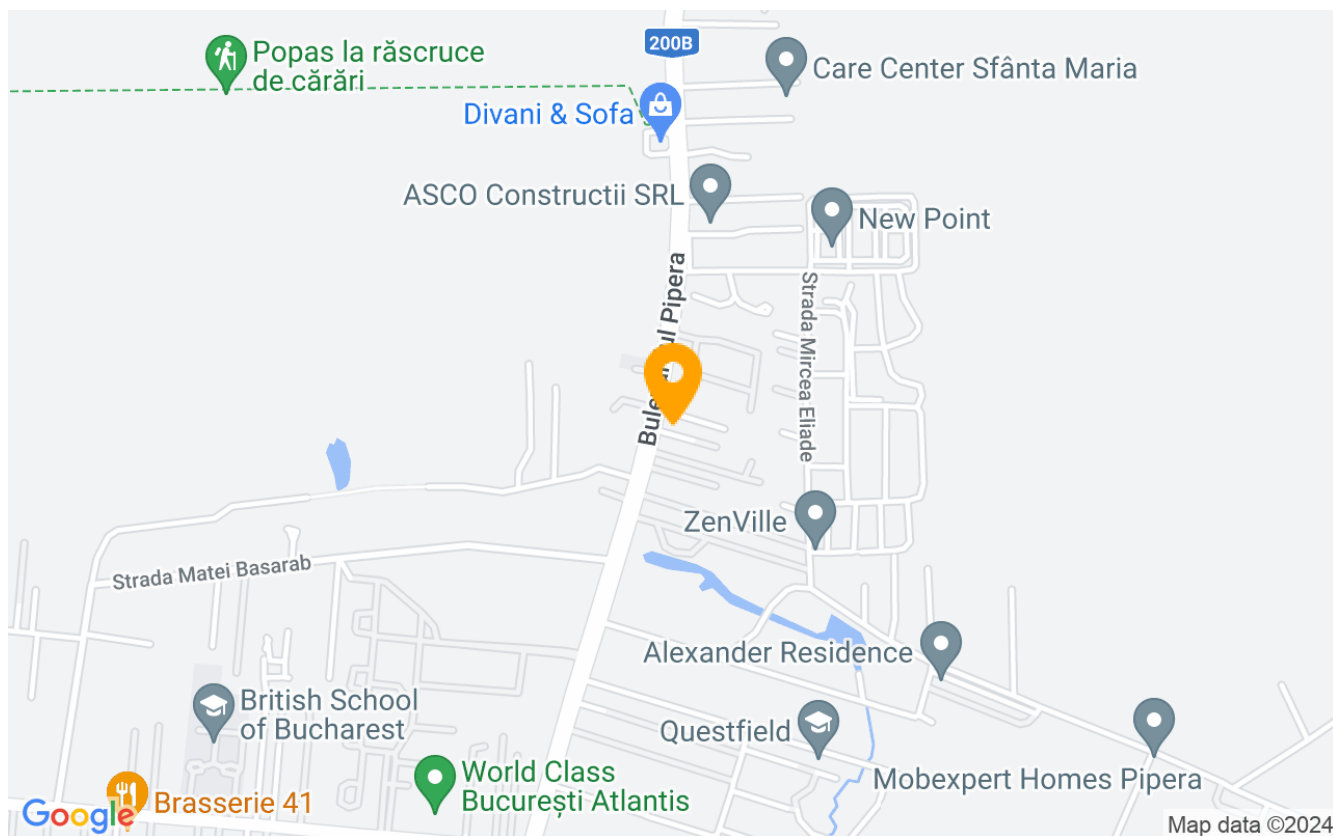 200B
Popas la răscruce
de cărări
Care Center Sfânta Maria
Divani & Sofa
ASCO Constructii SRL
New Point
Strada Mircea Eliade
ZenVille
Strada Matei Basarab
Alexander Residence
British School
of Bucharest
Questfield
World Class
București Atlantis
Mobexpert Homes Pipera
Brasserie 41
Google
Map data ©2024